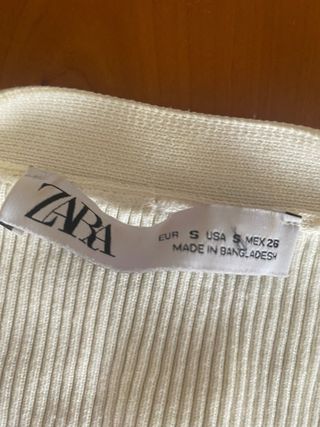 ZARA
EUR S USA S MEX 26
MADE IN BANGLADESH